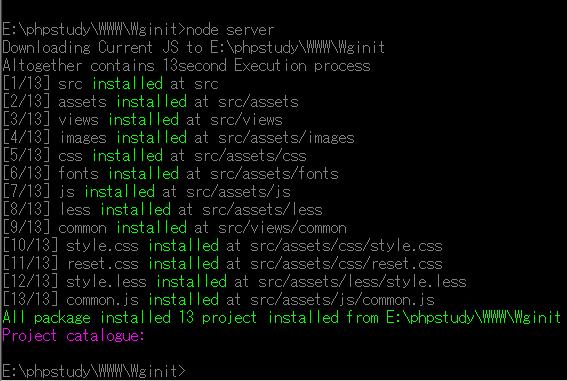 E:\phpstudy\WWW\Wginit>node server
Downloading Current JS to E:\phpstudy\WWW\Wginit
Altogether contains 13second Execution process
[1/13] src installed at src
[2/13] assets installed at src/assets
[3/13] views installed at src/views
[4/13] images installed at src/assets/images
[5/13] css installed at src/assets/css
[6/13] fonts installed at src/assets/fonts
[7/13] js installed at src/assets/js
[8/13] less installed at src/assets/less
[9/13] common installed at src/views/common
[10/13] style.css installed at src/assets/css/style.css
[11/13] reset.css installed at src/assets/css/reset.css
[12/13] style.less installed at src/assets/less/style.less
[13/13] common.js installed at src/assets/js/common.js
All package installed 13 project installed from E:\phpstudy\WWW\Wginit
Project catalogue:
E:\phpstudy\WWW\Wginit>